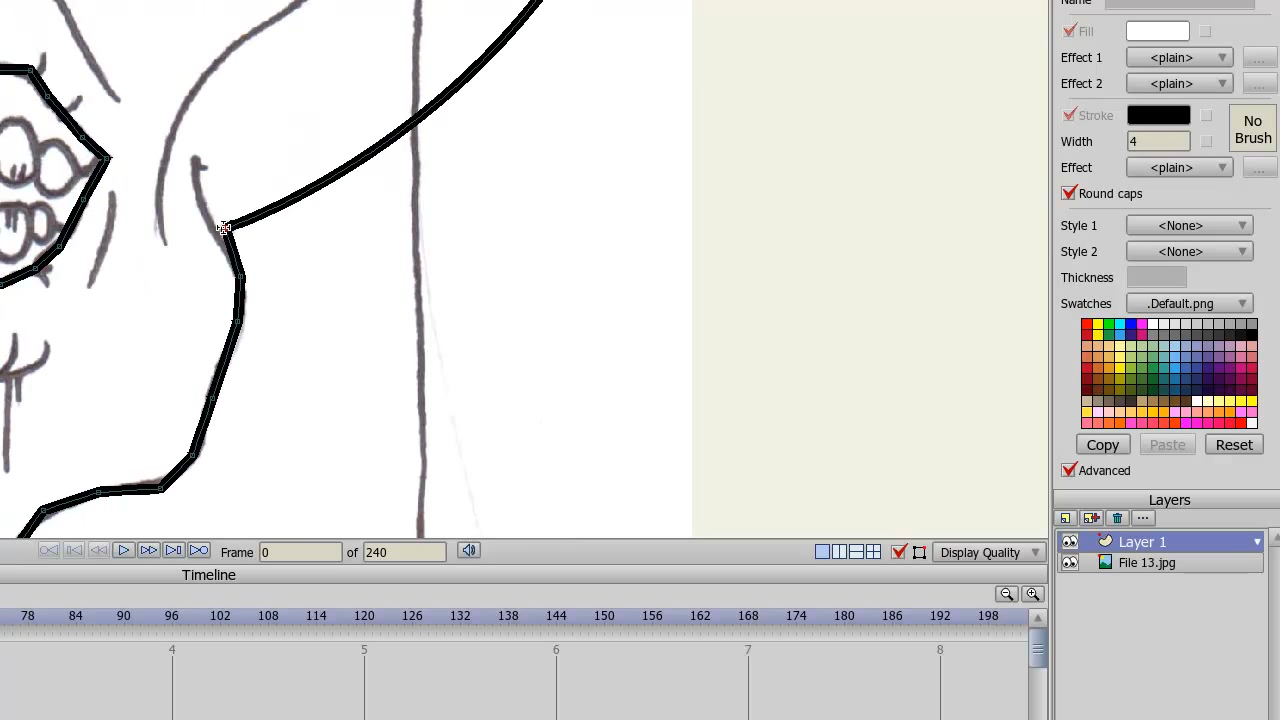 Name
Fill
Effect 1 <plain> ...
Effect 2 <plain> ...
Stroke
Width 4
No
Brush
Effect <plain> ...
Round caps
Style 1 <None>
Style 2 <None>
Thickness
Swatches .Default.png
Copy Paste Reset
Advanced
Layers
...
Layer 1
File 13.jpg
Frame 0 of 240 Display Quality
Timeline
78 84 90 96 102 108 114 120 126 132 138 144 150 156 162 168 174 180 186 192 198
4 5 6 7 8